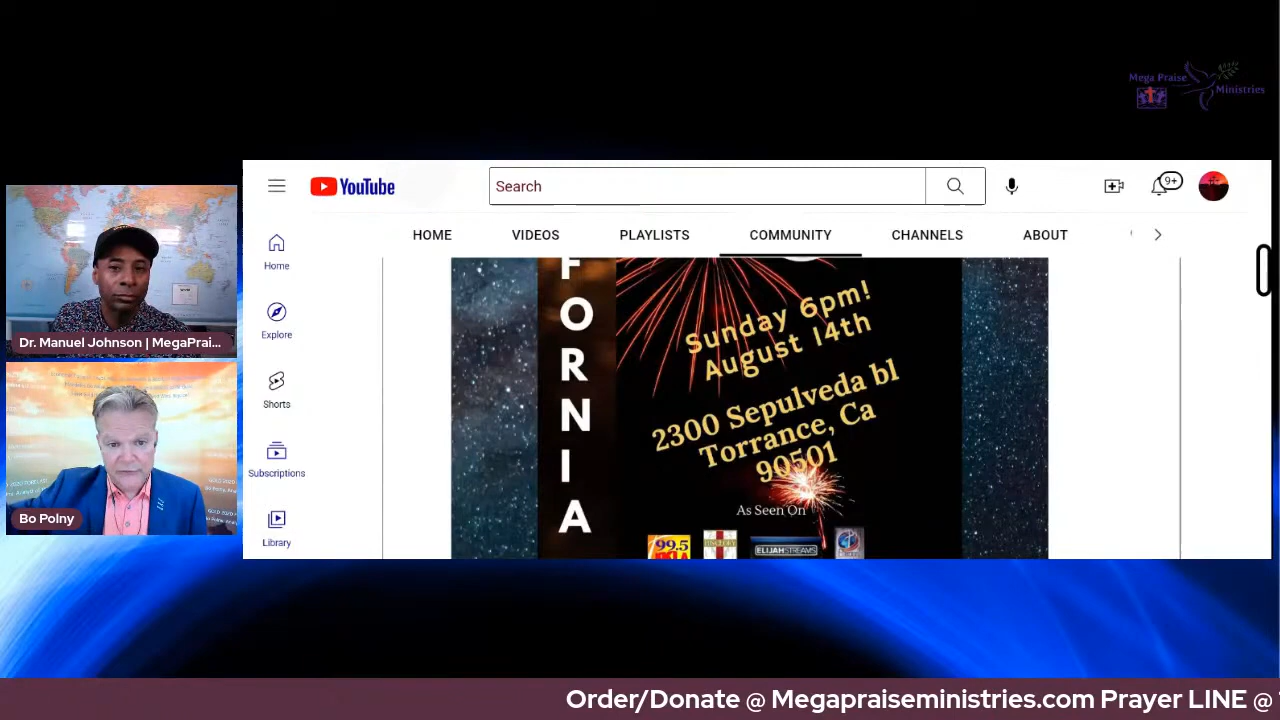 Mega Praise
Ministries
YouTube
Search
9+
HOME
VIDEOS
PLAYLISTS
COMMUNITY
CHANNELS
ABOUT
Home
Explore
Shorts
Subscriptions
Library
F
O
R
N
I
A
Sunday 6pm!
August 14th
2300 Sepulveda bl
Torrance, Ca
90501
As Seen On
99.5
ELIJAHSTREAMS
Dr. Manuel Johnson | MegaPrai...
Bo Polny
Order/Donate @ Megapraiseministries.com Prayer LINE @